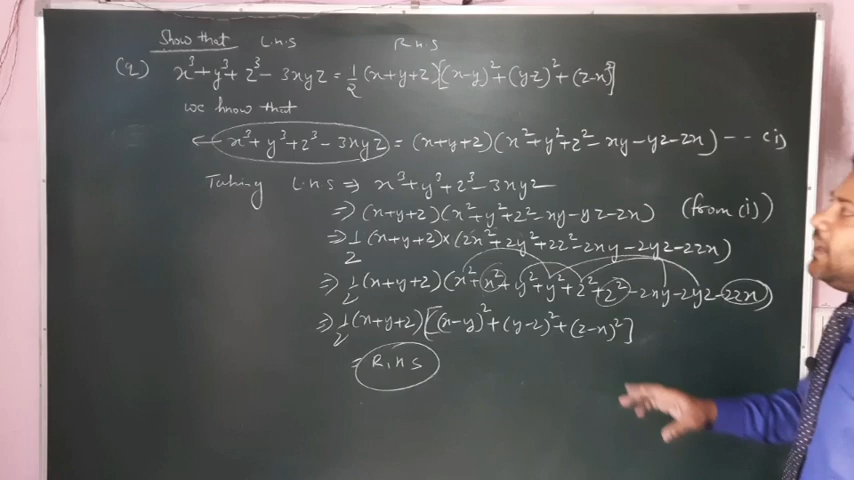 Show that L.H.S R.H.S
(q) x³+y³+z³-3xyz = 1/2 (x+y+z)[(x-y)²+(y-z)²+(z-x)²]
we know that
← x³+y³+z³-3xyz = (x+y+z)(x²+y²+z²-xy-yz-zx) --- (i)
Taking L.H.S ⇒ x³+y³+z³-3xyz
⇒ (x+y+z)(x²+y²+z²-xy-yz-zx) (from (i))
⇒ 1/2 (x+y+z)×(2x²+2y²+2z²-2xy-2yz-2zx)
⇒ 1/2 (x+y+z)(x²+x²+y²+y²+z²+z²-2xy-2yz-2zx)
⇒ 1/2 (x+y+z)[(x-y)²+(y-z)²+(z-x)²]
= R.H.S